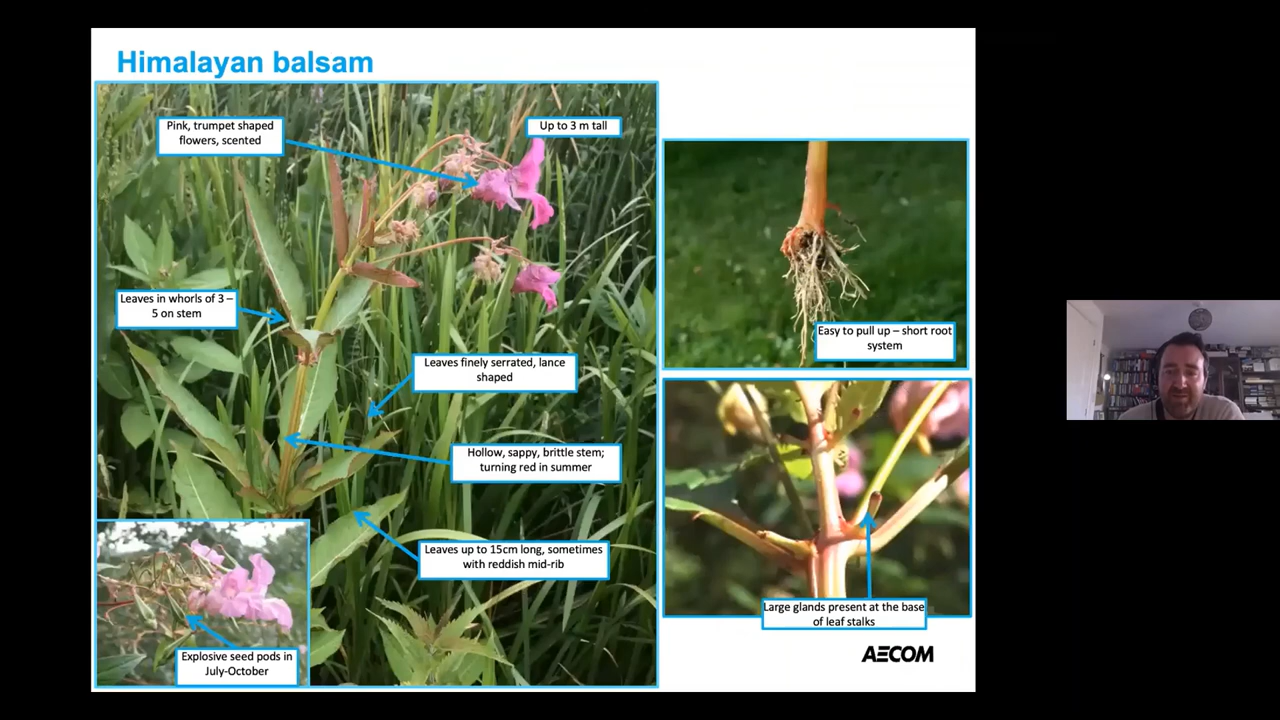 Himalayan balsam
Pink, trumpet shaped
flowers, scented
Up to 3 m tall
Leaves in whorls of 3 –
5 on stem
Leaves finely serrated, lance
shaped
Hollow, sappy, brittle stem;
turning red in summer
Leaves up to 15cm long, sometimes
with reddish mid-rib
Explosive seed pods in
July-October
Easy to pull up – short root
system
Large glands present at the base
of leaf stalks
AECOM